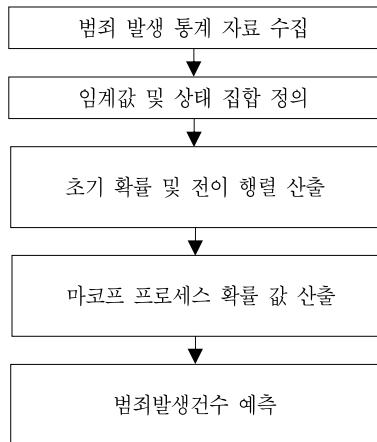 범죄 발생 통계 자료 수집
임계값 및 상태 집합 정의
초기 확률 및 전이 행렬 산출
마코프 프로세스 확률 값 산출
범죄발생건수 예측